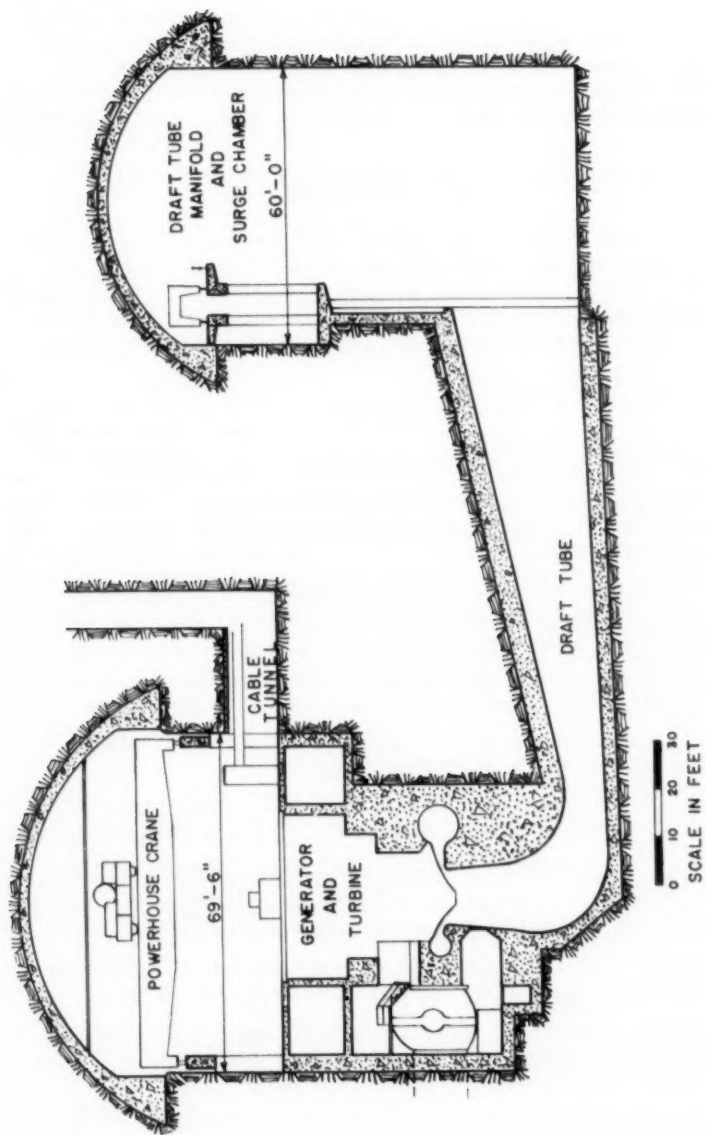 POWERHOUSE CRANE
69'-6"
CABLE
TUNNEL
GENERATOR
AND
TURBINE
DRAFT TUBE
MANIFOLD
AND
SURGE CHAMBER
60'-0"
DRAFT TUBE
0 10 20 30
SCALE IN FEET